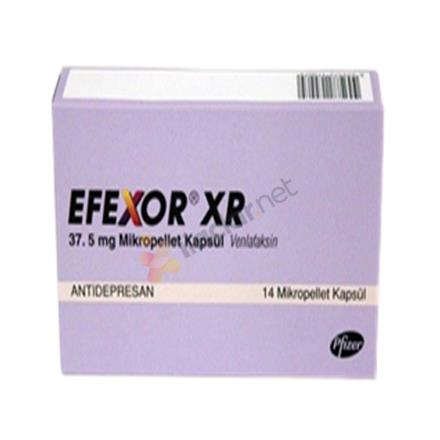 EFEXOR® XR
37. 5 mg Mikropellet Kapsül Venlafaksin
ANTIDEPRESAN 14 Mikropellet Kapsül
Pfizer